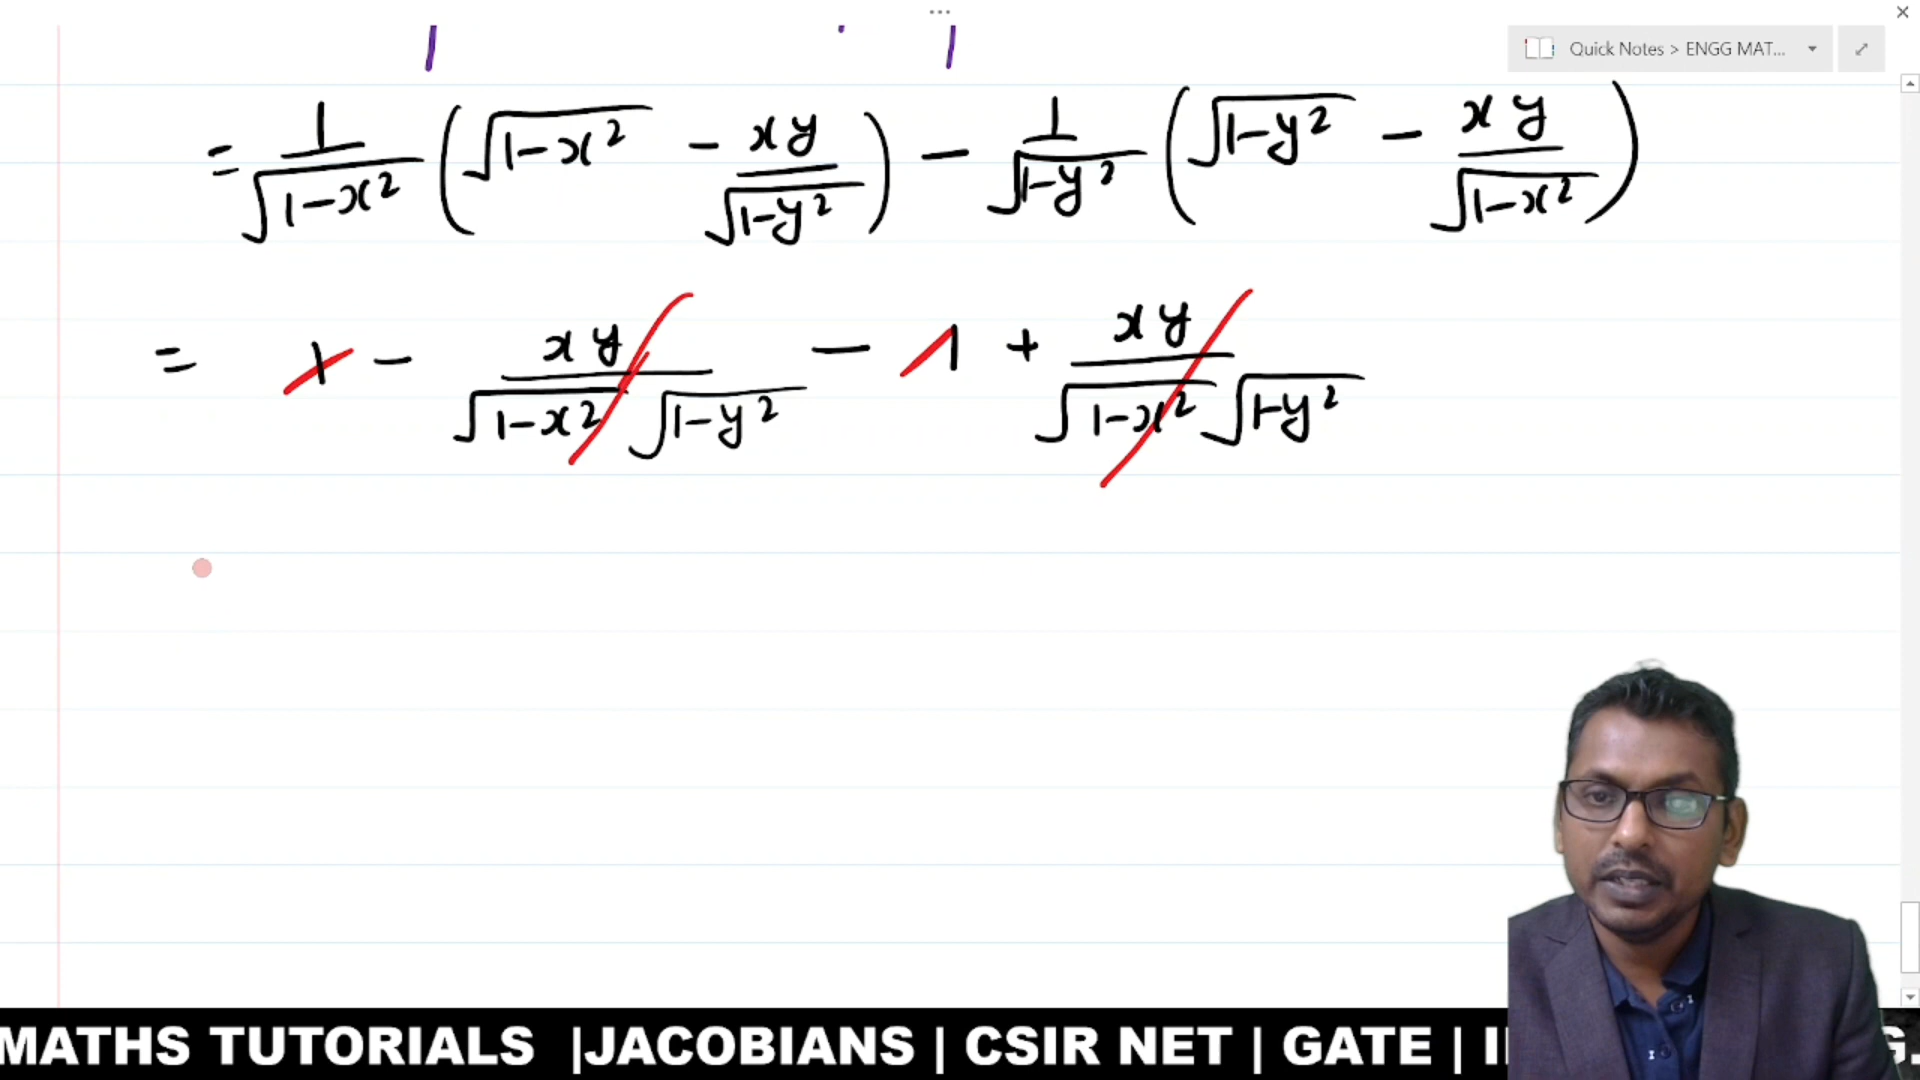 Quick Notes > ENGG MAT...
= 1/√(1-x²) (√(1-x²) - xy/√(1-y²)) - 1/√(1-y²) (√(1-y²) - xy/√(1-x²))
= 1 - xy/(√(1-x²) √(1-y²)) - 1 + xy/(√(1-x²) √(1-y²))
MATHS TUTORIALS |JACOBIANS | CSIR NET | GATE |